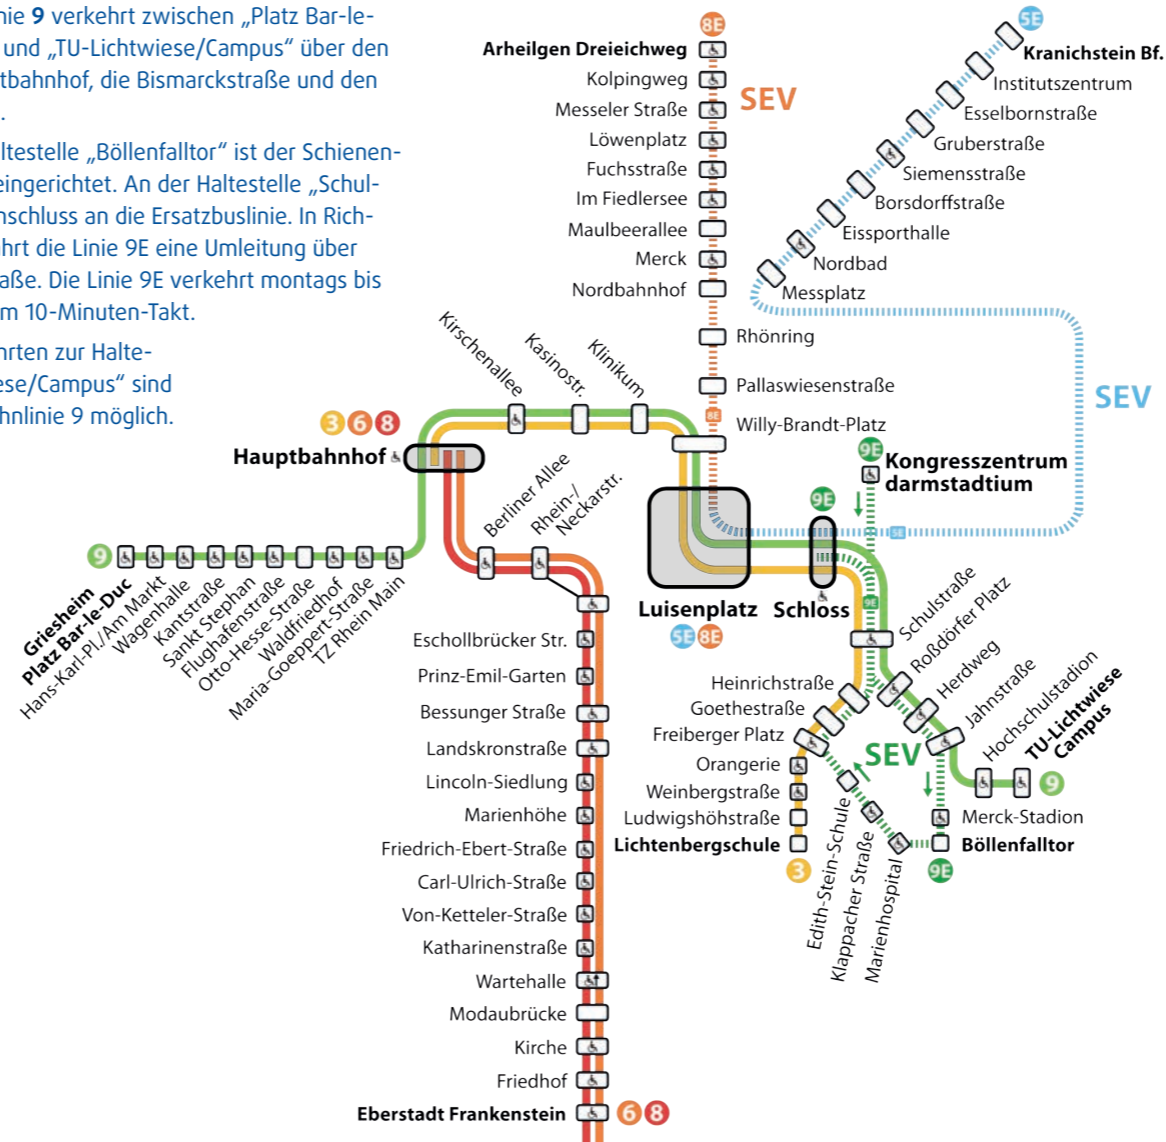 nie 9 verkehrt zwischen „Platz Bar-le-
und „TU-Lichtwiese/Campus“ über den
tbahnhof, die Bismarckstraße und den
.
ltestelle „Böllenfalltor“ ist der Schienen-
eingerichtet. An der Haltestelle „Schul-
nschluss an die Ersatzbuslinie. In Rich-
hrt die Linie 9E eine Umleitung über
aße. Die Linie 9E verkehrt montags bis
m 10-Minuten-Takt.
hrten zur Halte-
ese/Campus“ sind
hnlinie 9 möglich.
8E
Arheilgen Dreieichweg
Kolpingweg
Messeler Straße
Löwenplatz
Fuchsstraße
Im Fiedlersee
Maulbeerallee
Merck
Nordbahnhof
Rhönring
Pallaswiesenstraße
8E
Willy-Brandt-Platz
SEV
5E
Kranichstein Bf.
Institutszentrum
Esselbornstraße
Gruberstraße
Siemensstraße
Borsdorffstraße
Eissporthalle
Nordbad
Messplatz
SEV
5E
Kirschenallee
Kasinostr.
Klinikum
3 6 8
Hauptbahnhof
Berliner Allee
Rhein-/
Neckarstr.
9
Griesheim
Platz Bar-le-Duc
Hans-Karl-Pl./Am Markt
Wagenhalle
Kantstraße
Sankt Stephan
Flughafenstraße
Otto-Hesse-Straße
Waldfriedhof
Maria-Goeppert-Straße
TZ Rhein Main
9E
Kongresszentrum
darmstadtium
9E
Luisenplatz
5E 8E
Schloss
9E
Schulstraße
Roßdörfer Platz
Herdweg
Jahnstraße
Hochschulstadion
TU-Lichtwiese
Campus
9
Heinrichstraße
Goethestraße
Freiberger Platz
Orangerie
Weinbergstraße
Ludwigshöhstraße
Lichtenbergschule
3
SEV
Edith-Stein-Schule
Klappacher Straße
Marienhospital
Merck-Stadion
Böllenfalltor
9E
Eschollbrücker Str.
Prinz-Emil-Garten
Bessunger Straße
Landskronstraße
Lincoln-Siedlung
Marienhöhe
Friedrich-Ebert-Straße
Carl-Ulrich-Straße
Von-Ketteler-Straße
Katharinenstraße
Wartehalle
Modaubrücke
Kirche
Friedhof
Eberstadt Frankenstein
6 8